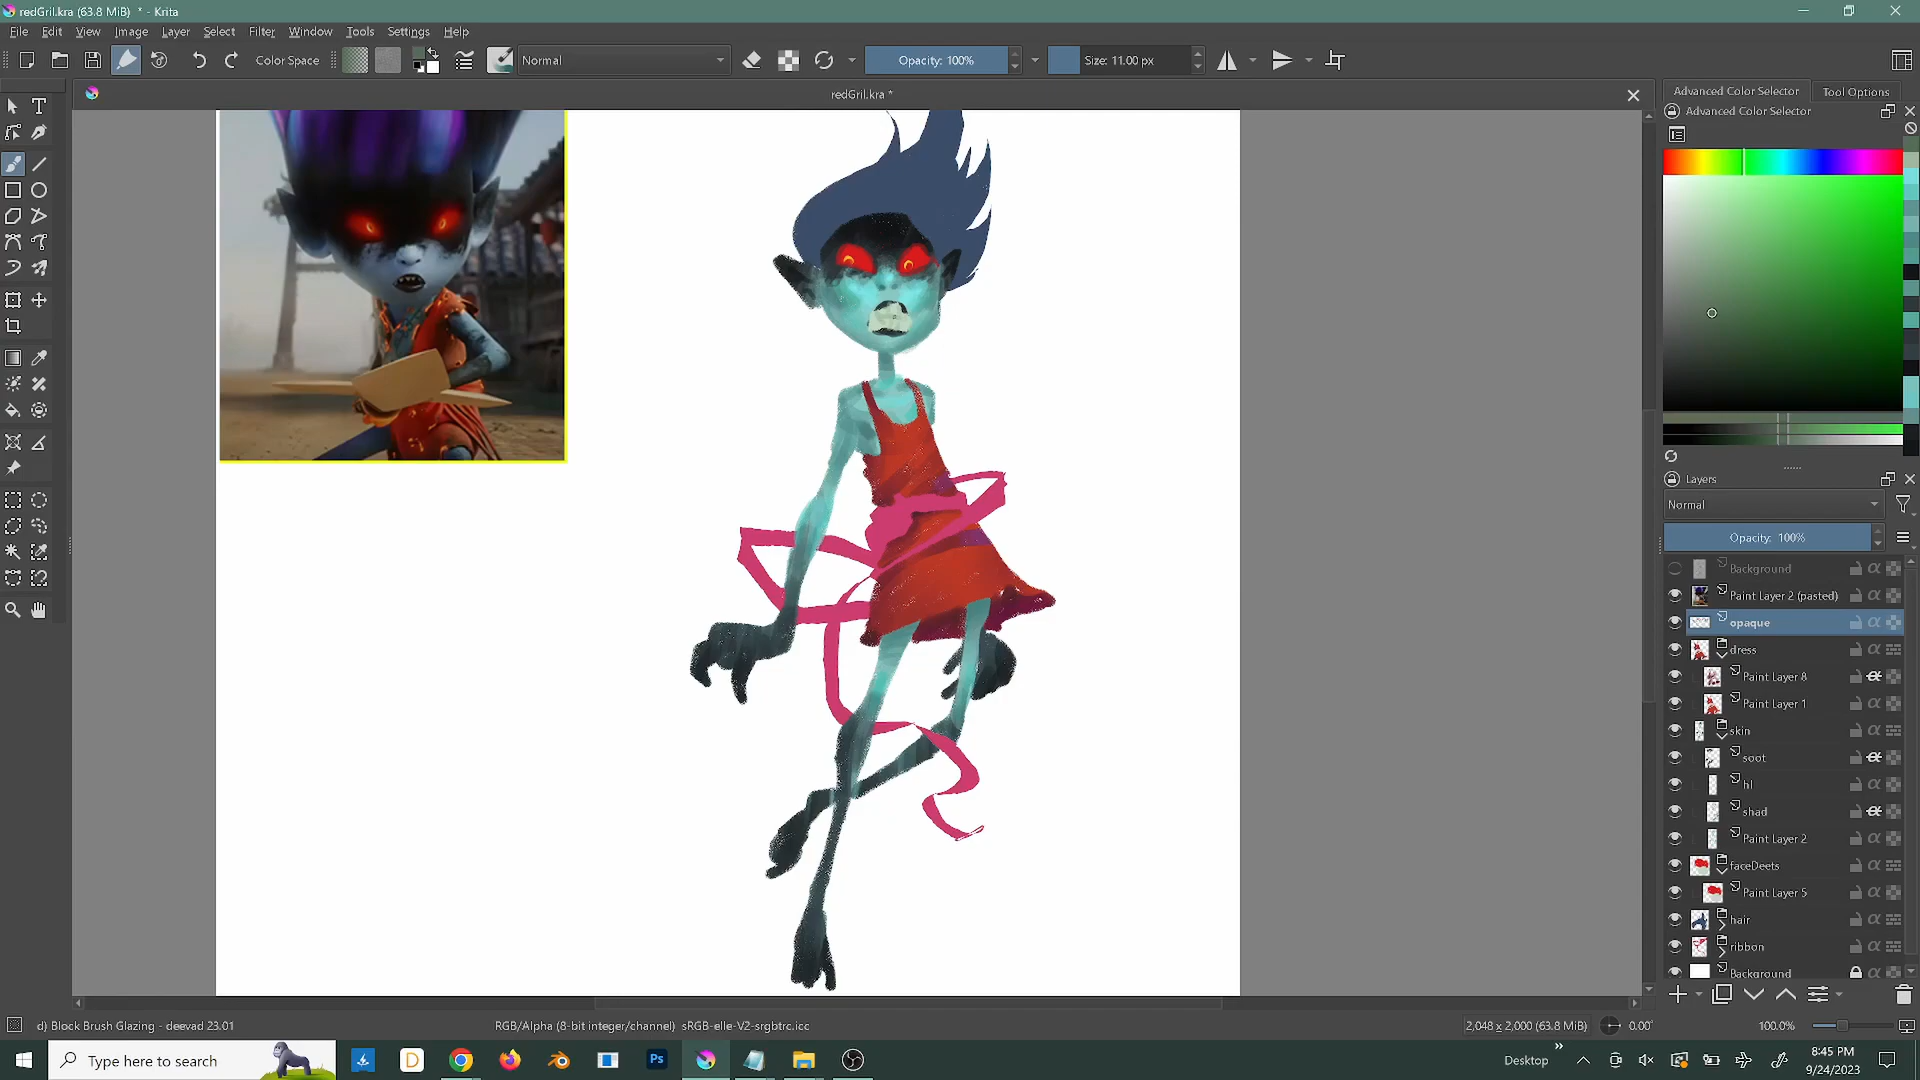 redGril.kra (63.8 MiB) * - Krita
File Edit View Image Layer Select Filter Window Tools Settings Help
Color Space
Normal
Opacity: 100%
Size: 11.00 px
redGril.kra *
Advanced Color Selector
Tool Options
Advanced Color Selector
Layers
Normal
Opacity: 100%
Background
Paint Layer 2 (pasted)
opaque
dress
Paint Layer 8
Paint Layer 1
skin
soot
hl
shad
Paint Layer 2
faceDeets
Paint Layer 5
hair
ribbon
Background
d) Block Brush Glazing - deevad 23.01
RGB/Alpha (8-bit integer/channel) sRGB-elle-V2-srgbtrc.icc
2,048 x 2,000 (63.8 MiB)
0.00°
100.0%
Type here to search
D
Ps
Desktop
8:45 PM
9/24/2023